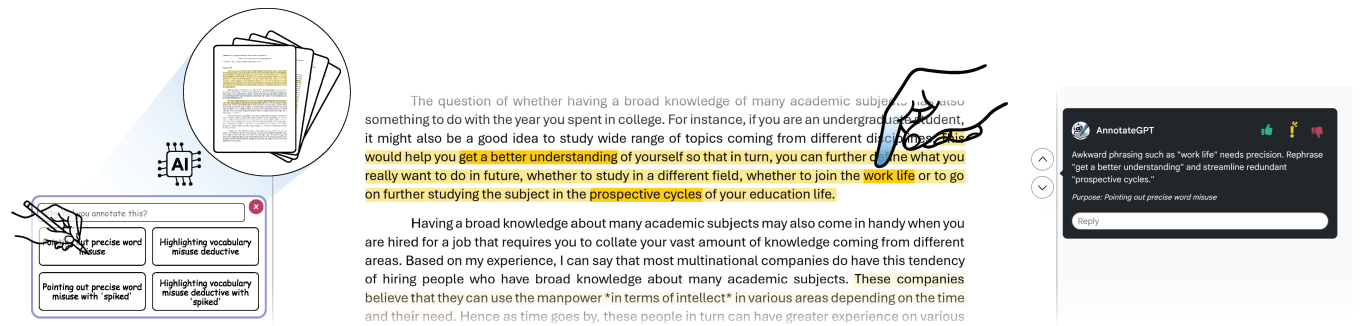 AI
you annotate this?
out precise word
Highlighting vocabulary
misuse deductive
Pointing out precise word
misuse with 'spiked'
Highlighting vocabulary
misuse deductive with
'spiked'
The question of whether having a broad knowledge of many academic subjects has also
something to do with the year you spent in college. For instance, if you are an undergraduate student,
it might also be a good idea to study wide range of topics coming from different disciplines. This
would help you get a better understanding of yourself so that in turn, you can further define what you
really want to do in future, whether to study in a different field, whether to join the work life or to go
on further studying the subject in the prospective cycles of your education life.
Having a broad knowledge about many academic subjects may also come in handy when you
are hired for a job that requires you to collate your vast amount of knowledge coming from different
areas. Based on my experience, I can say that most multinational companies do have this tendency
of hiring people who have broad knowledge about many academic subjects. These companies
believe that they can use the manpower *in terms of intellect* in various areas depending on the time
and their need. Hence as time goes by, these people in turn can have greater experience on various
AnnotateGPT
Awkward phrasing such as "work life" needs precision. Rephrase
"get a better understanding" and streamline redundant
"prospective cycles."
Purpose: Pointing out precise word misuse
Reply